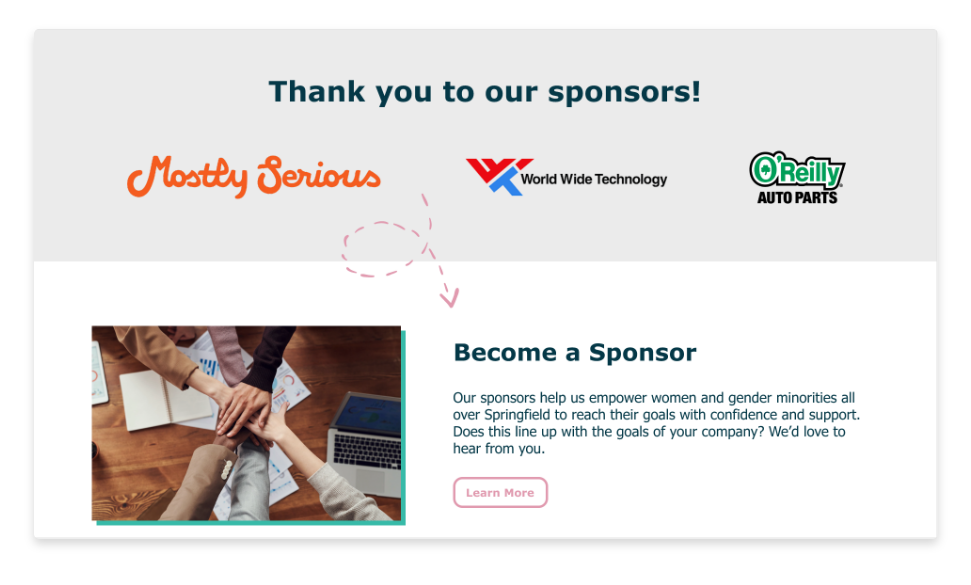 Thank you to our sponsors!
Mostly Serious
World Wide Technology
O'Reilly
AUTO PARTS
Become a Sponsor
Our sponsors help us empower women and gender minorities all
over Springfield to reach their goals with confidence and support.
Does this line up with the goals of your company? We’d love to
hear from you.
Learn More